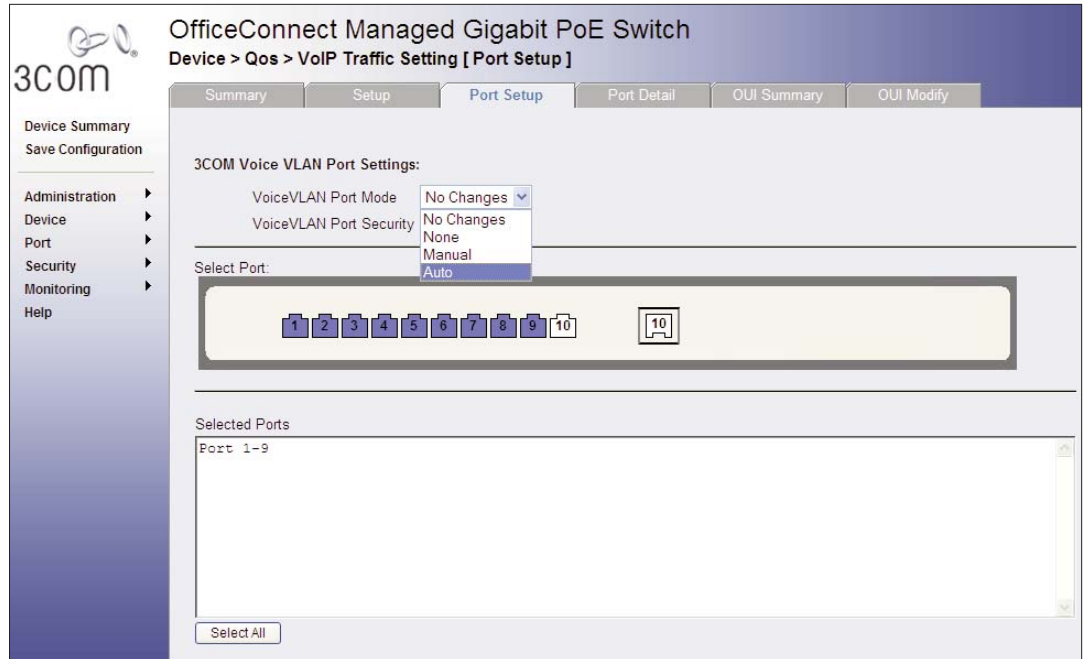 3COM
OfficeConnect Managed Gigabit PoE Switch
Device > Qos > VoIP Traffic Setting [ Port Setup ]
Summary Setup Port Setup Port Detail OUI Summary OUI Modify
Device Summary
Save Configuration
Administration
Device
Port
Security
Monitoring
Help
3COM Voice VLAN Port Settings:
VoiceVLAN Port Mode No Changes
VoiceVLAN Port Security
No Changes
None
Manual
Auto
Select Port:
1 2 3 4 5 6 7 8 9 10 10
Selected Ports
Port 1-9
Select All